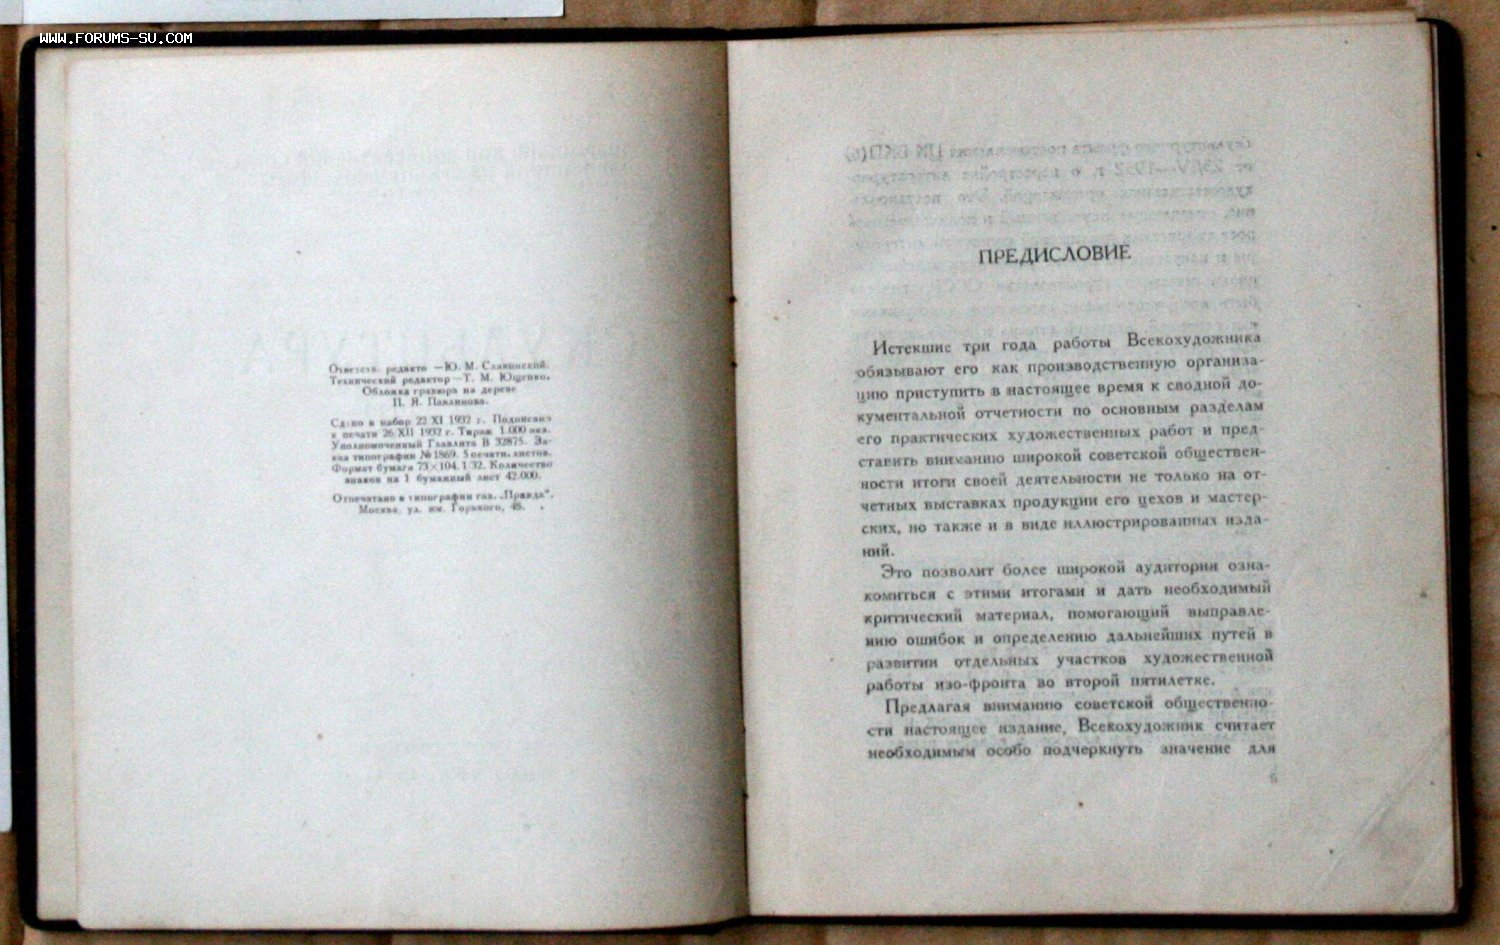 WWW.FORUMS-SU.COM
Ответств. редакто —Ю. М. Славинский.
Технический редактор—Т. М. Ющенко.
Обложка гравюра на дереве
П. Я. Павлинова.
Сдано в набор 22 XI 1932 г. Подписано
к печати 26 XII 1932 г. Тираж 1.000 экз.
Уполномоченный Главлита В 32875. За-
каз типографии № 1569. 5 печатн. листов.
Формат бумаги 73×104. 1/32. Количество
знаков на 1 бумажный лист 42.000.
Отпечатано в типографии газ. „Правда",
Москва, ул. им. Горького, 48.
ПРЕДИСЛОВИЕ
Истекшие три года работы Всекохудожника
обязывают его как производственную организа-
цию приступить в настоящее время к сводной до-
кументальной отчетности по основным разделам
его практических художественных работ и пред-
ставить вниманию широкой советской обществен-
ности итоги своей деятельности не только на от-
четных выставках продукции его цехов и мастер-
ских, но также и в виде иллюстрированных изда-
ний.
Это позволит более широкой аудитории озна-
комиться с этими итогами и дать необходимый
критический материал, помогающий выправле-
нию ошибок и определению дальнейших путей в
развитии отдельных участков художественной
работы изо-фронта во второй пятилетке.
Предлагая вниманию советской общественно-
сти настоящее издание, Всекохудожник считает
необходимым особо подчеркнуть значение для